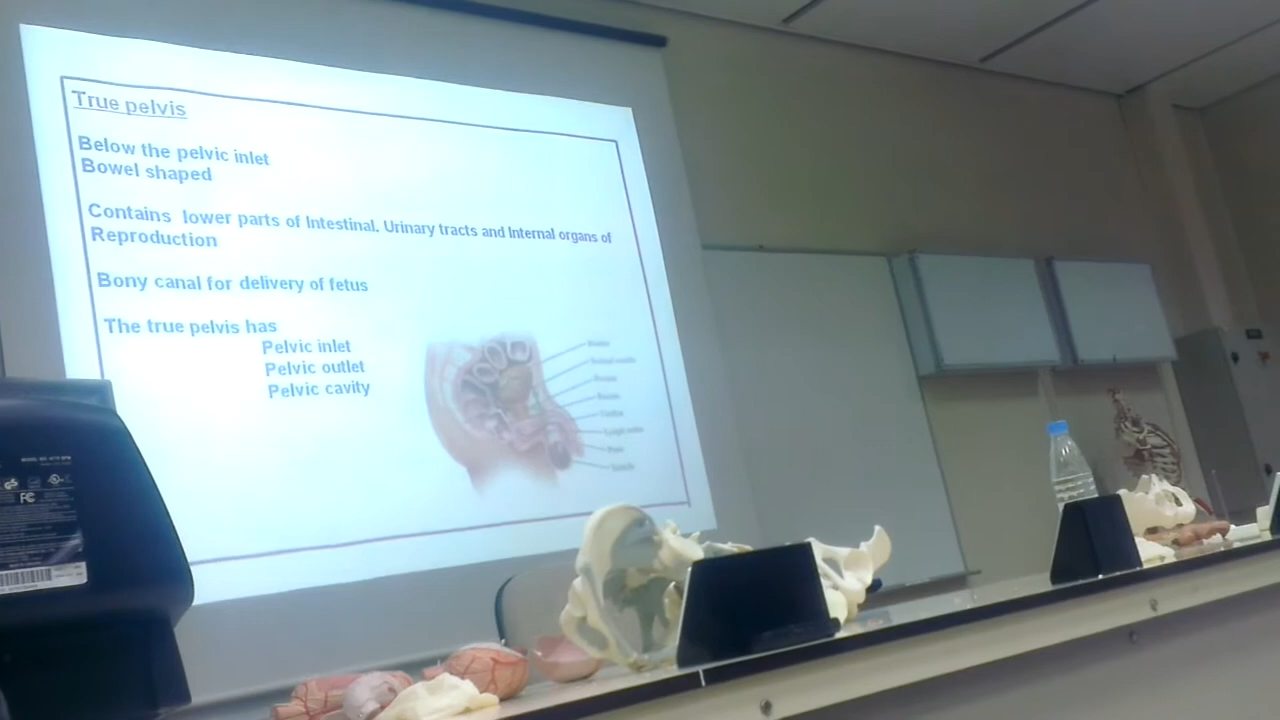 True pelvis
Below the pelvic inlet
Bowel shaped
Contains lower parts of Intestinal, Urinary tracts and Internal organs of
Reproduction
Bony canal for delivery of fetus
The true pelvis has
Pelvic inlet
Pelvic outlet
Pelvic cavity
FC